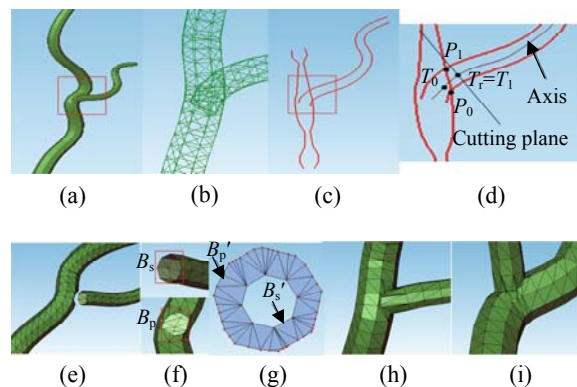 P₁
T₀
Tᵣ=T₁
Axis
P₀
Cutting plane
(a) (b) (c) (d)
Bₛ
Bₚ
Bₚ′
Bₛ′
(e) (f) (g) (h) (i)